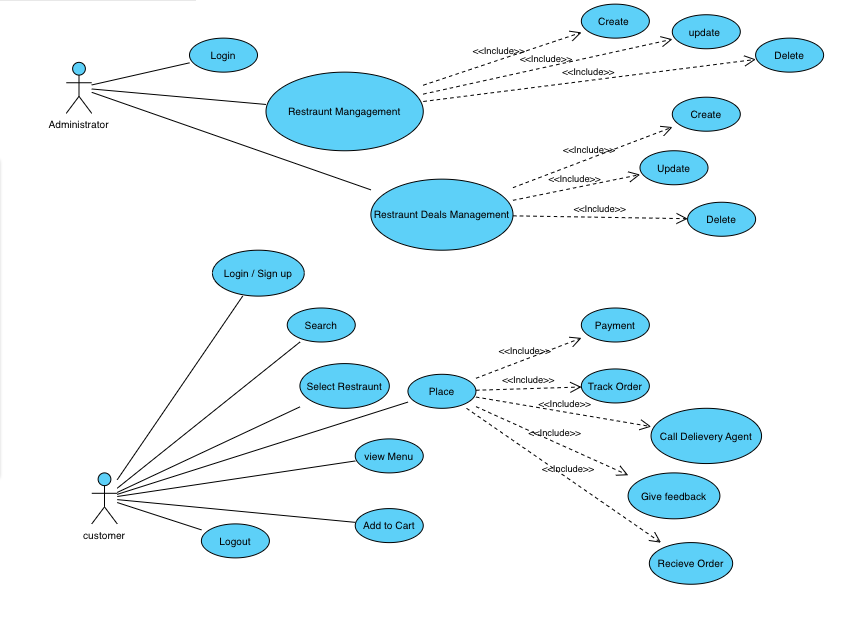 Create
update
<<Include>>
Login
<<Include>>
Delete
<<Include>>
Restraunt Mangagement
Administrator
Create
<<Include>>
Update
<<Include>>
<<Include>>
Restraunt Deals Management
Delete
Login / Sign up
Search
Payment
<<Include>>
Select Restraunt
<<Include>>
Track Order
Place
<<Include>>
<<Include>>
Call Delievery Agent
view Menu
<<Include>>
Give feedback
Add to Cart
customer
Logout
Recieve Order